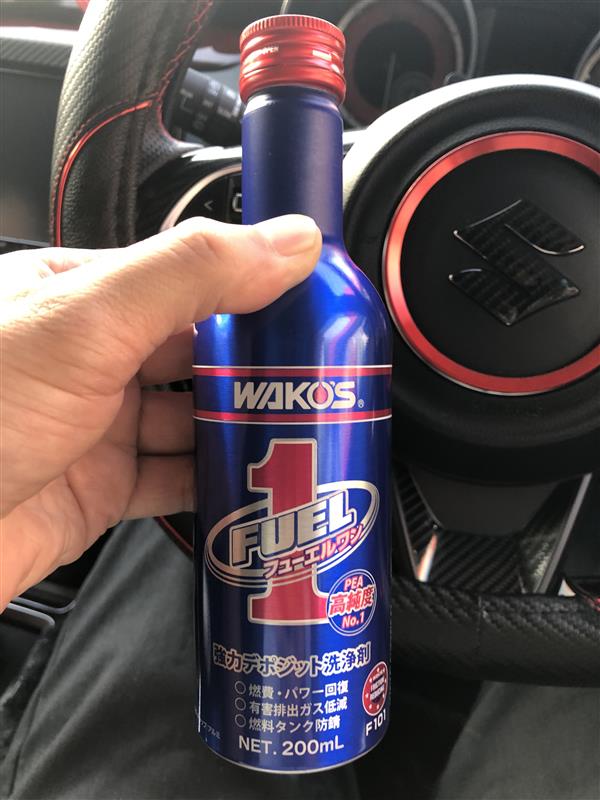 WAKO'S®
1
FUEL
フューエルワン
PEA
高純度
No.1
強力デポジット洗浄剤
○燃費・パワー回復
○有害排出ガス低減
○燃料タンク防錆
F101
NET. 200mL